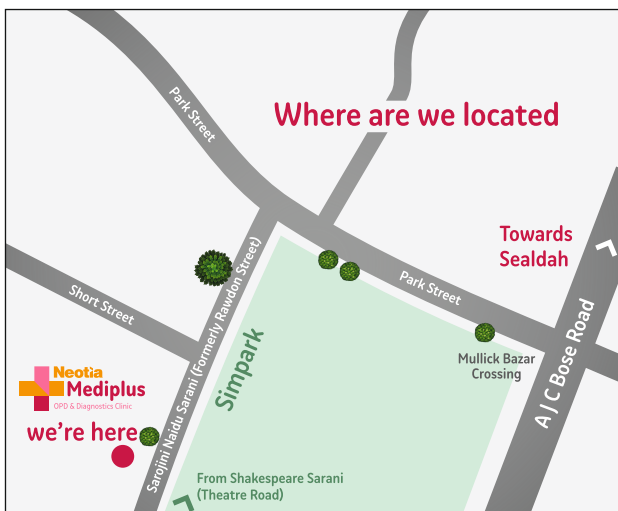 Park Street
Where are we located
Towards
Sealdah
Sarojini Naidu Sarani (Formerly Rawdon Street)
Short Street
Park Street
Simpark
A J C Bose Road
Mullick Bazar
Crossing
Neotia
Mediplus
OPD & Diagnostics Clinic
we're here
From Shakespeare Sarani
(Theatre Road)